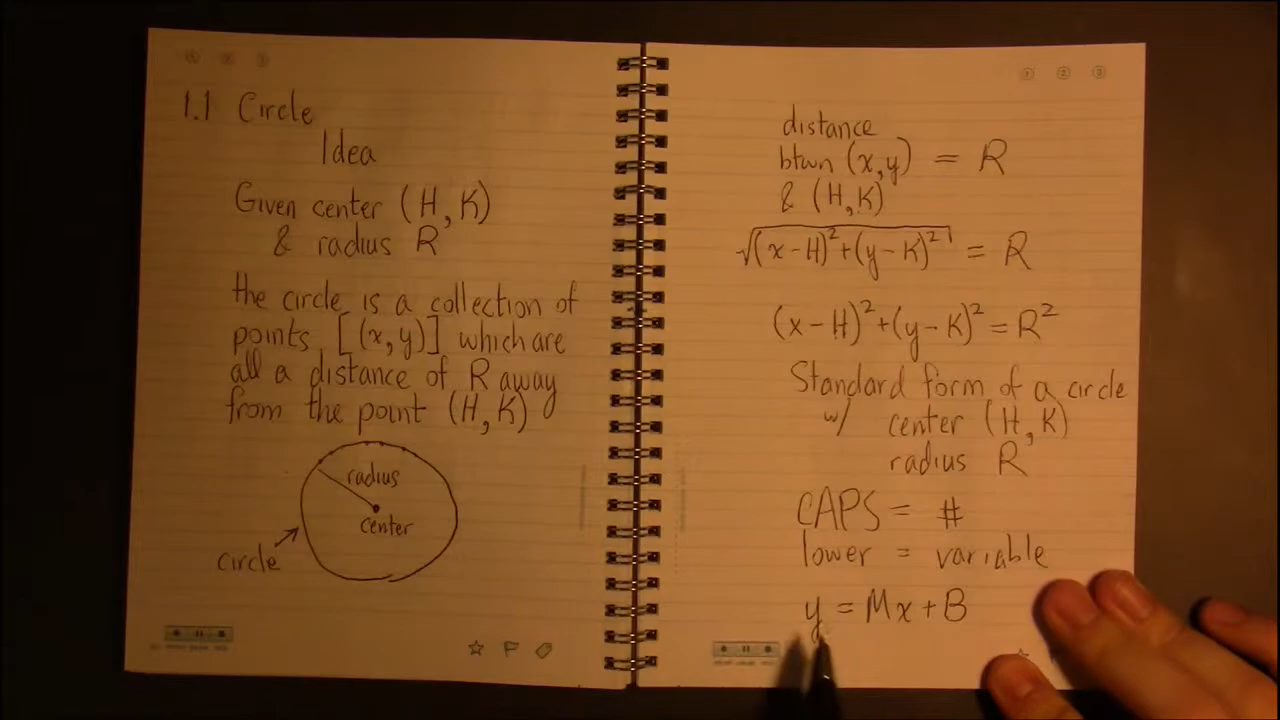 1.1 Circle
Idea
Given center (H,K)
& radius R
the circle is a collection of
points [(x,y)] which are
all a distance of R away
from the point (H,K)
radius
center
circle
distance
btwn (x,y) = R
& (H,K)
√(x-H)²+(y-K)² = R
(x-H)²+(y-K)²=R²
Standard form of a circle
w/ center (H,K)
radius R
CAPS = #
lower = variable
y = Mx+B